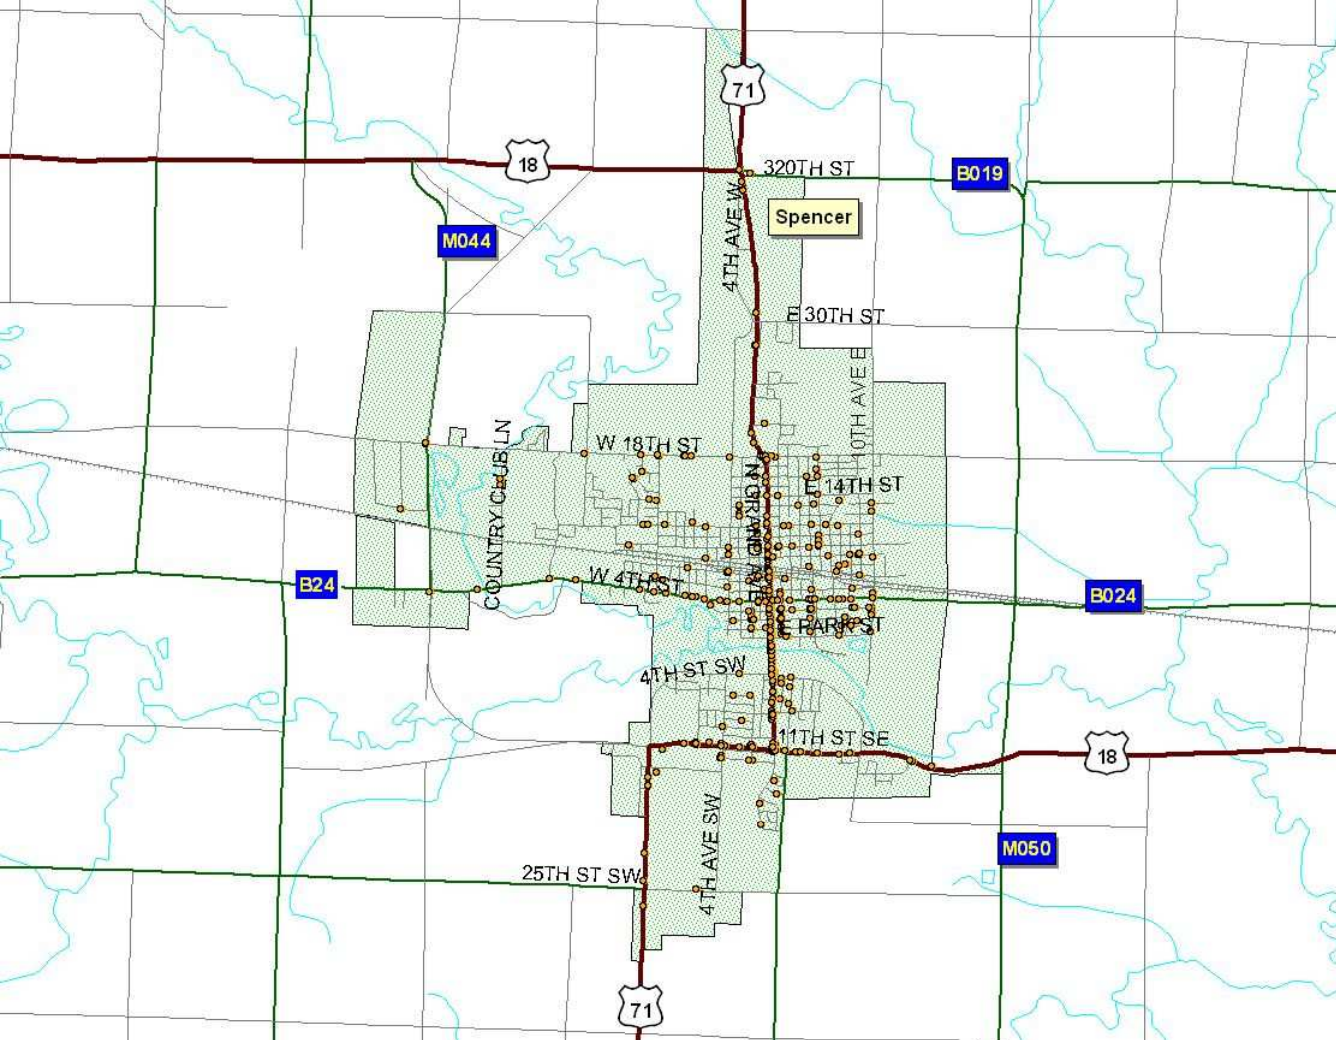 71
18
320TH ST
B019
4TH AVE W
Spencer
M044
E 30TH ST
10TH AVE E
COUNTRY CLUB LN
W 18TH ST
N GRAND AVE
E 14TH ST
B24
W 4TH ST
B024
E PARK ST
4TH ST SW
11TH ST SE
18
4TH AVE SW
M050
25TH ST SW
71